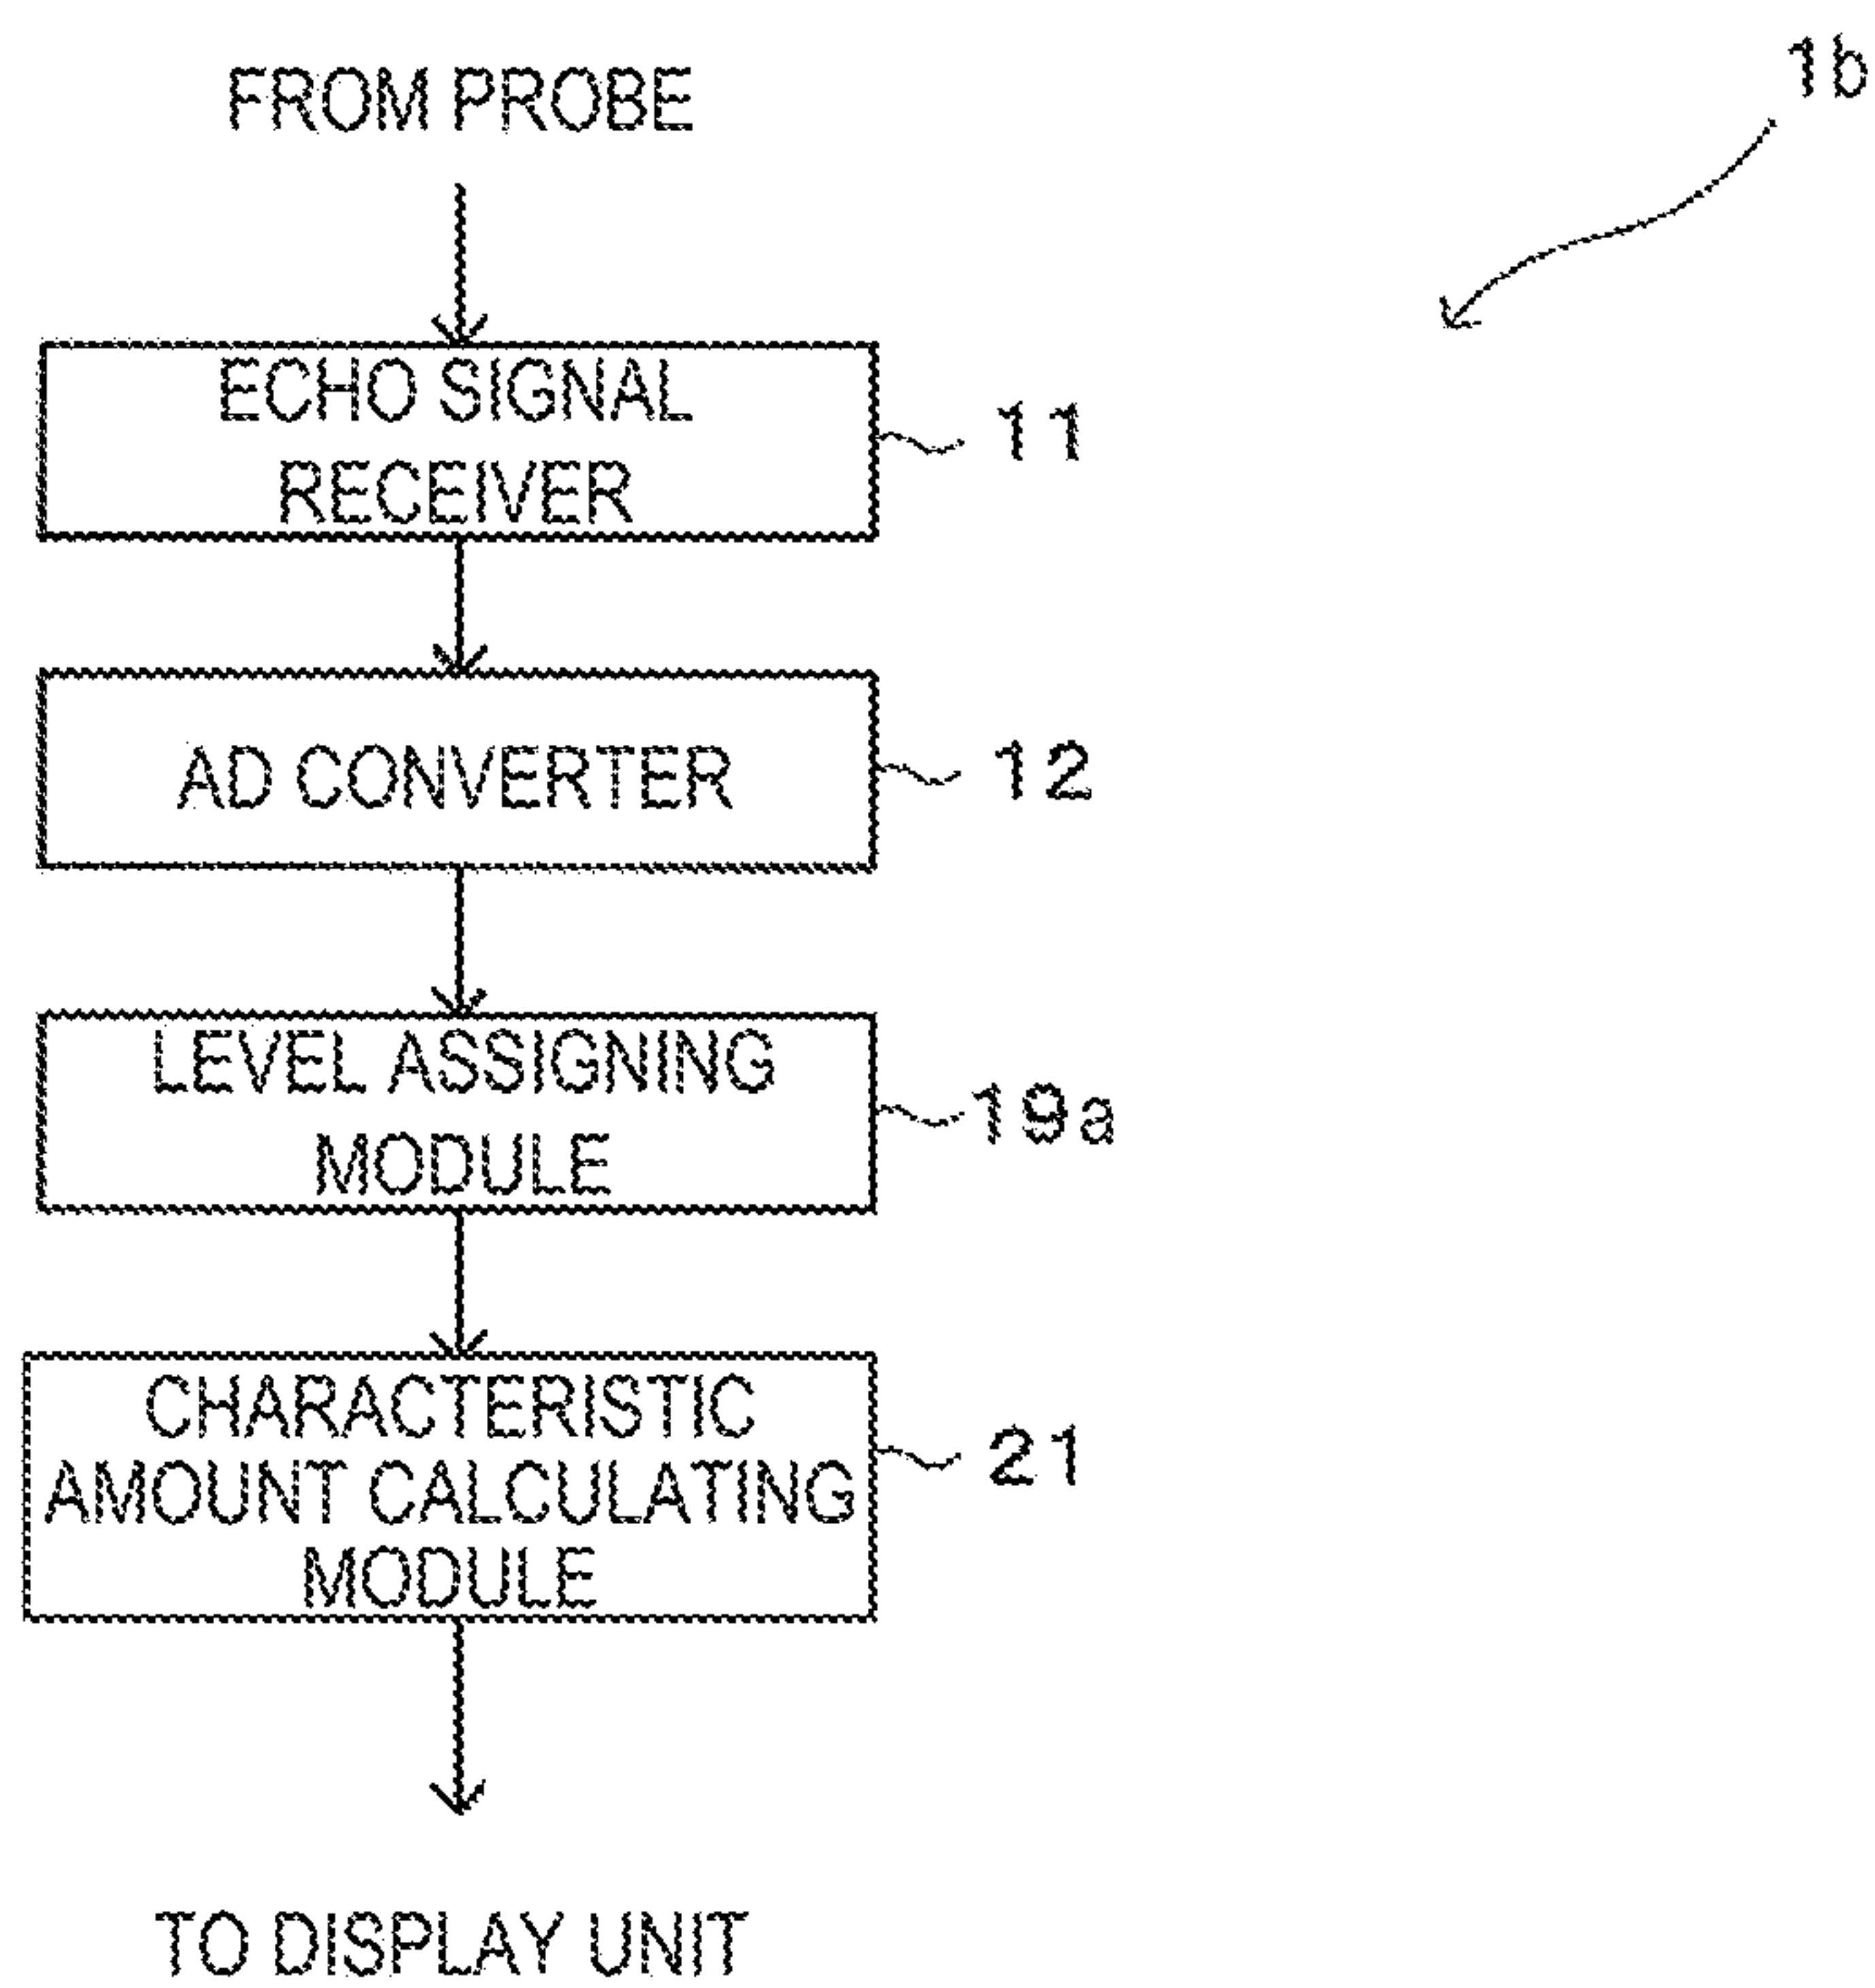 1b
FROM PROBE
ECHO SIGNAL
RECEIVER
11
AD CONVERTER
12
LEVEL ASSIGNING
MODULE
19a
CHARACTERISTIC
AMOUNT CALCULATING
MODULE
21
TO DISPLAY UNIT